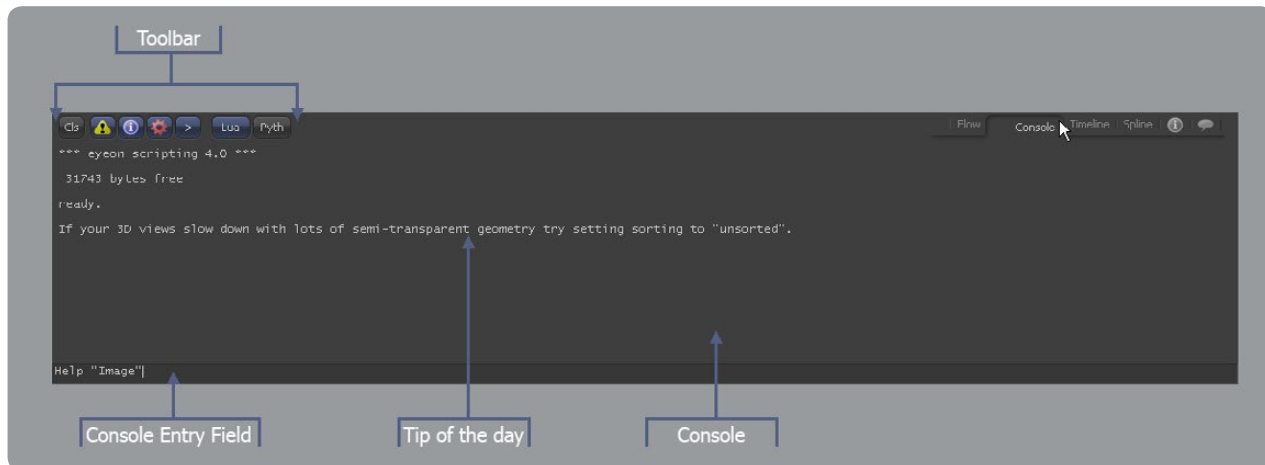 Toolbar
Cls > Lua Pyth
Flow Console Timeline Spline
*** eyeon scripting 4.0 ***
31743 bytes free
ready.
If your 3D views slow down with lots of semi-transparent geometry try setting sorting to "unsorted".
Help "Image"
Console Entry Field
Tip of the day
Console